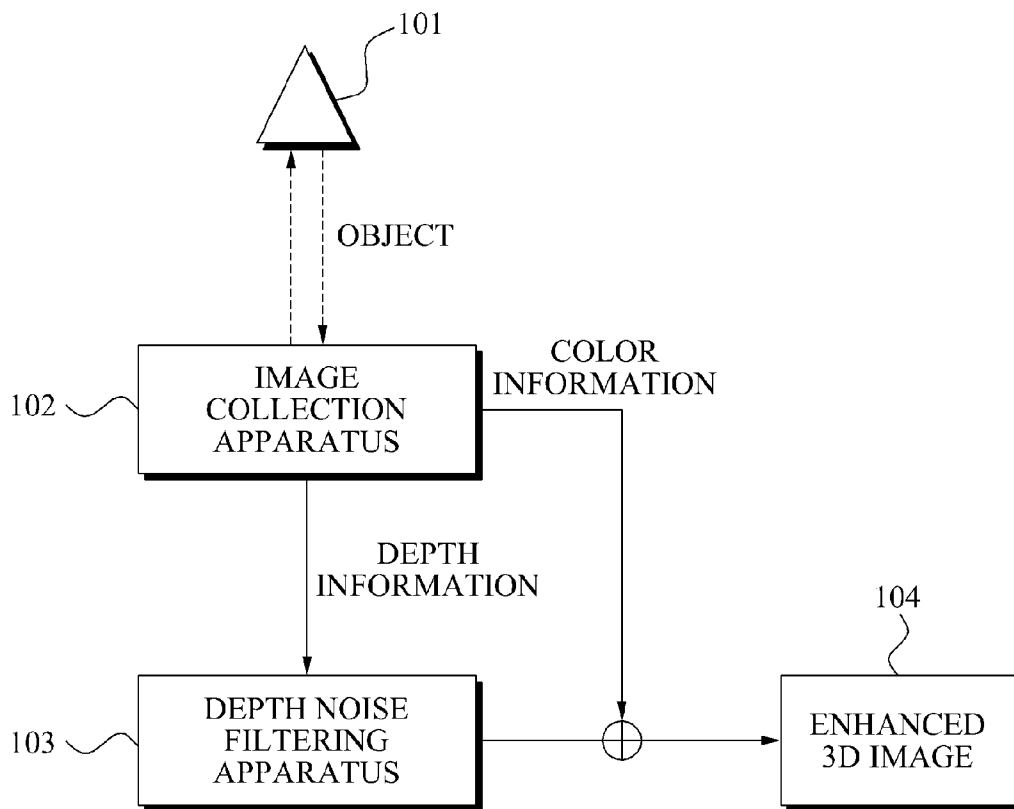 101
OBJECT
COLOR
INFORMATION
IMAGE
COLLECTION
APPARATUS
102
DEPTH
INFORMATION
104
DEPTH NOISE
FILTERING
APPARATUS
103
ENHANCED
3D IMAGE